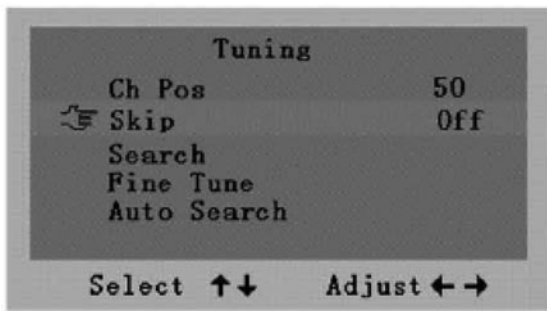 Tuning
Ch Pos 50
Skip Off
Search
Fine Tune
Auto Search
Select ↑↓ Adjust ←→